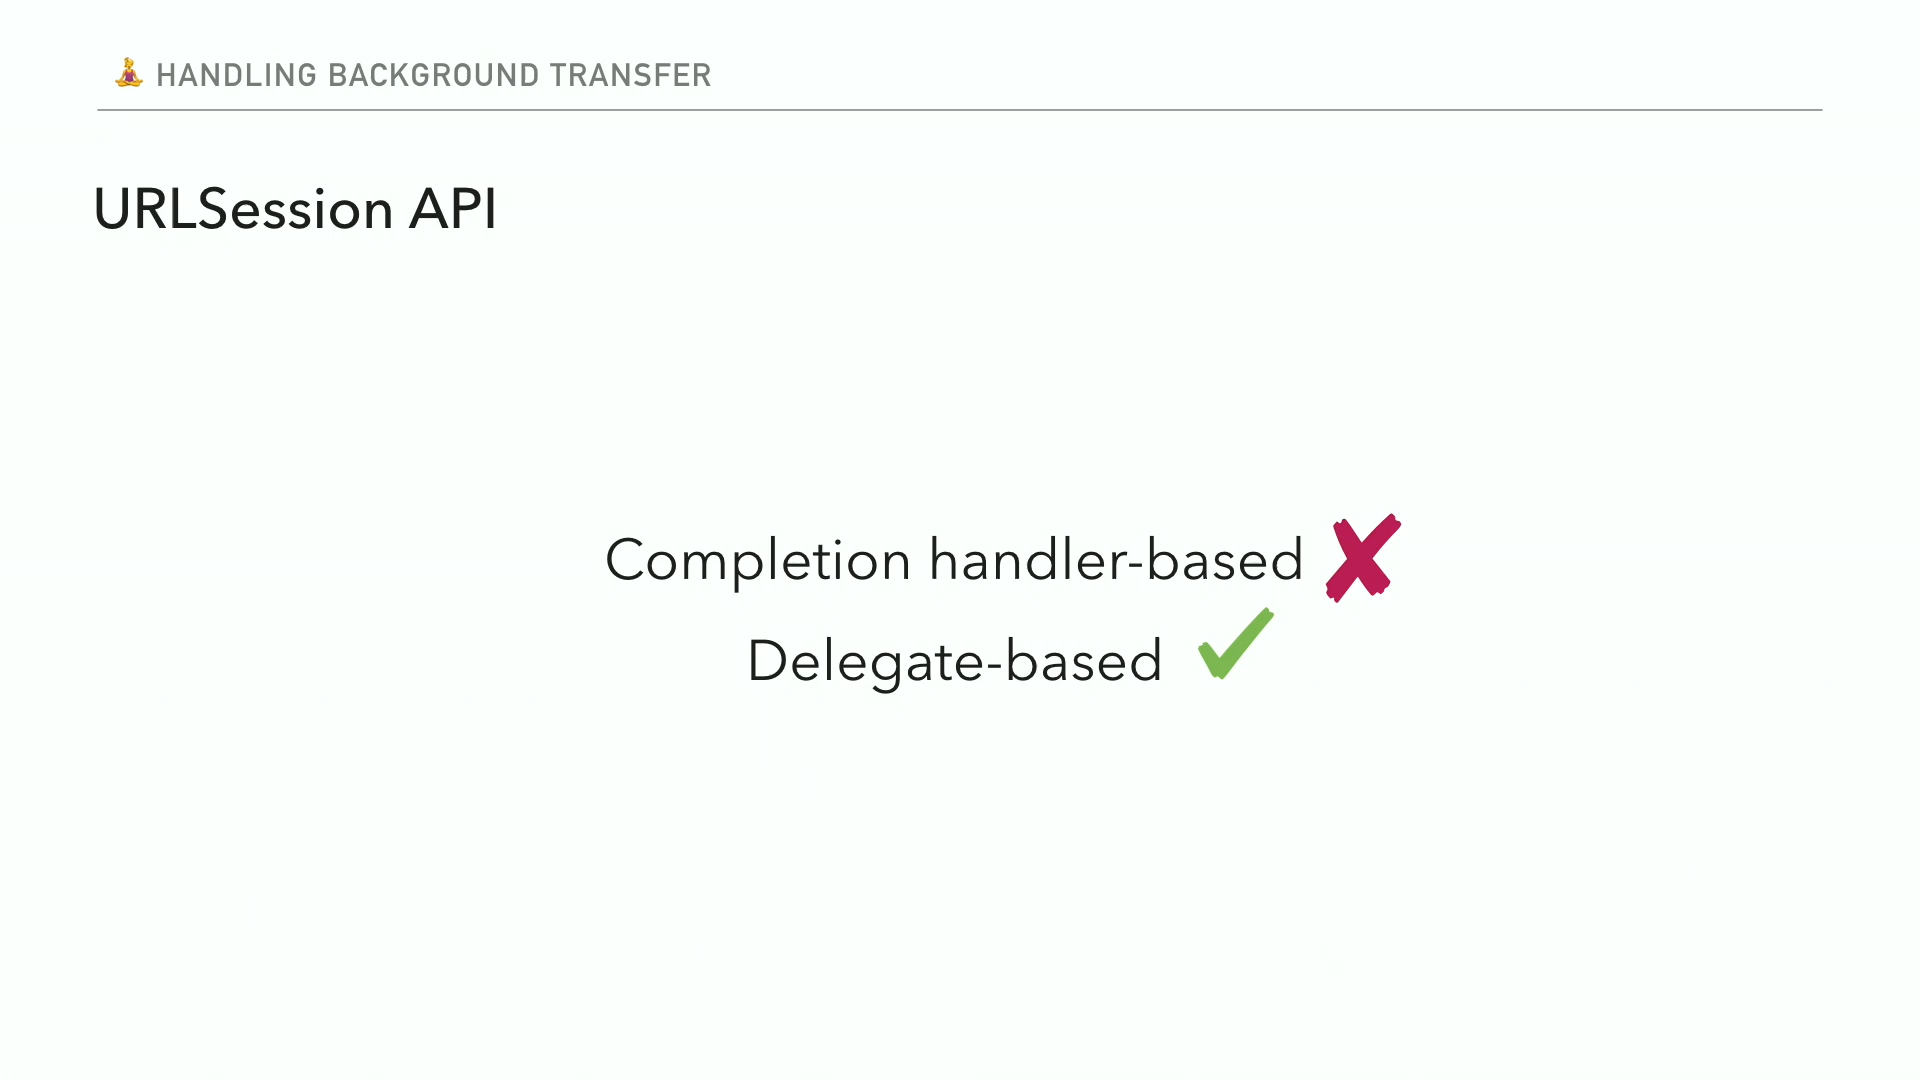 🧘 HANDLING BACKGROUND TRANSFER
URLSession API
Completion handler-based ✘
Delegate-based ✔